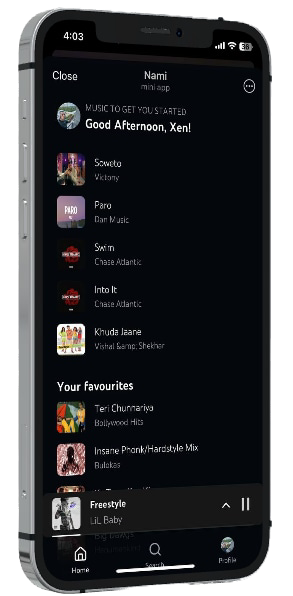 4:03
36
Close
Nami
mini app
MUSIC TO GET YOU STARTED
Good Afternoon, Xen!
Soweto
Victony
PARO
Paro
Dan Music
Swim
Chase Atlantic
Into It
Chase Atlantic
Khuda Jaane
Vishal &amp; Shekhar
Your favourites
Teri Chunnariya
Bollywood Hits
Insane Phonk/Hardstyle Mix
Bulokas
Freestyle
LiL Baby
Home
Search
Profile